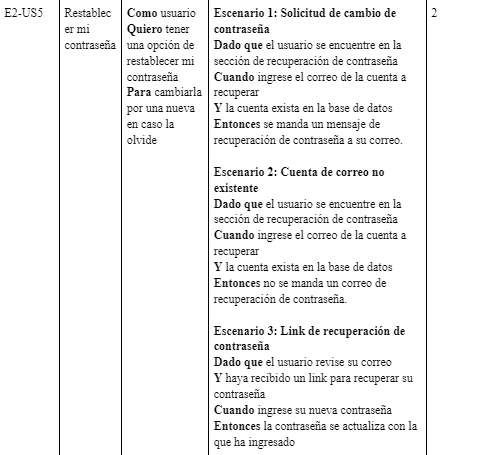 E2-US5
Restablec
er mi
contraseña
Como usuario
Quiero tener
una opción de
restablecer mi
contraseña
Para cambiarla
por una nueva
en caso la
olvide
Escenario 1: Solicitud de cambio de
contraseña
Dado que el usuario se encuentre en la
sección de recuperación de contraseña
Cuando ingrese el correo de la cuenta a
recuperar
Y la cuenta exista en la base de datos
Entonces se manda un mensaje de
recuperación de contraseña a su correo.
Escenario 2: Cuenta de correo no
existente
Dado que el usuario se encuentre en la
sección de recuperación de contraseña
Cuando ingrese el correo de la cuenta a
recuperar
Y la cuenta exista en la base de datos
Entonces no se manda un correo de
recuperación de contraseña.
Escenario 3: Link de recuperación de
contraseña
Dado que el usuario revise su correo
Y haya recibido un link para recuperar su
contraseña
Cuando ingrese su nueva contraseña
Entonces la contraseña se actualiza con la
que ha ingresado
2